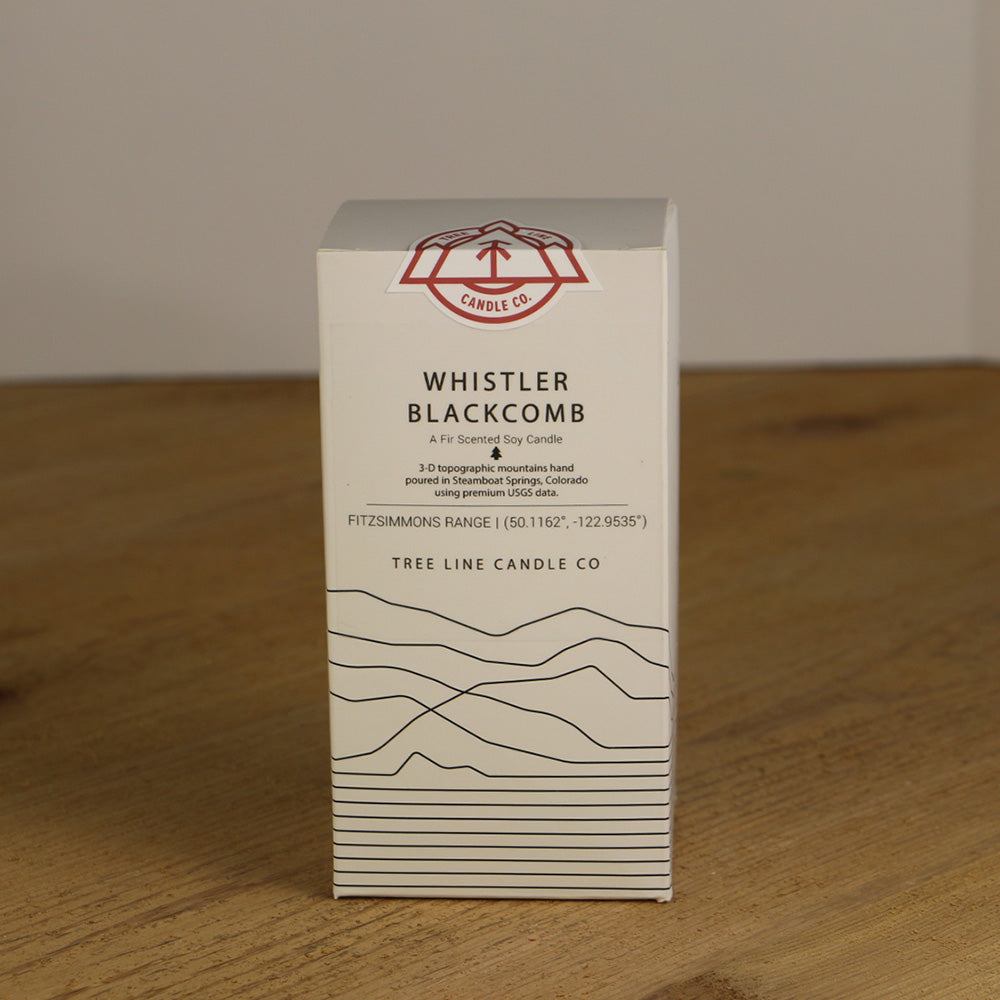 TREE LINE
CANDLE CO.
WHISTLER
BLACKCOMB
A Fir Scented Soy Candle
3-D topographic mountains hand
poured in Steamboat Springs, Colorado
using premium USGS data.
FITZSIMMONS RANGE | (50.1162°, -122.9535°)
TREE LINE CANDLE CO